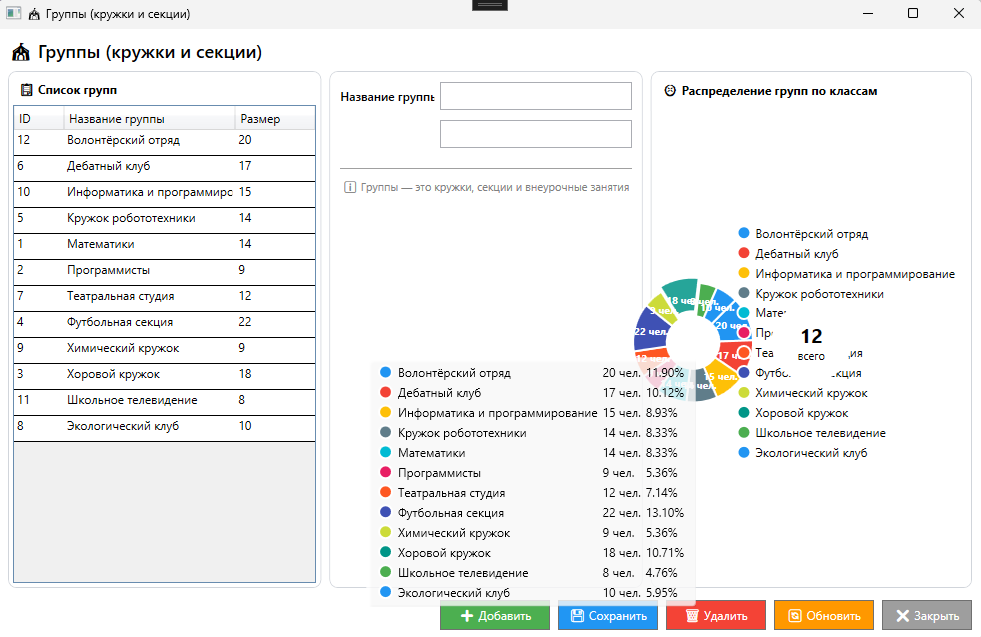 Группы (кружки и секции)
Группы (кружки и секции)
Список групп
ID Название группы Размер
12 Волонтёрский отряд 20
6 Дебатный клуб 17
10 Информатика и программирс 15
5 Кружок робототехники 14
1 Математики 14
2 Программисты 9
7 Театральная студия 12
4 Футбольная секция 22
9 Химический кружок 9
3 Хоровой кружок 18
11 Школьное телевидение 8
8 Экологический клуб 10
Название группы
Группы — это кружки, секции и внеурочные занятия
Распределение групп по классам
Волонтёрский отряд
Дебатный клуб
Информатика и программирование
Кружок робототехники
Мате
Пр
Теа ия
Футбо кция
Химический кружок
Хоровой кружок
Школьное телевидение
Экологический клуб
12
всего
22 чел.
20 че
17 ч
15 чел.
Волонтёрский отряд 20 чел. 11.90%
Дебатный клуб 17 чел. 10.12%
Информатика и программирование 15 чел. 8.93%
Кружок робототехники 14 чел. 8.33%
Математики 14 чел. 8.33%
Программисты 9 чел. 5.36%
Театральная студия 12 чел. 7.14%
Футбольная секция 22 чел. 13.10%
Химический кружок 9 чел. 5.36%
Хоровой кружок 18 чел. 10.71%
Школьное телевидение 8 чел. 4.76%
Экологический клуб 10 чел. 5.95%
Добавить
Сохранить
Удалить
Обновить
Закрыть